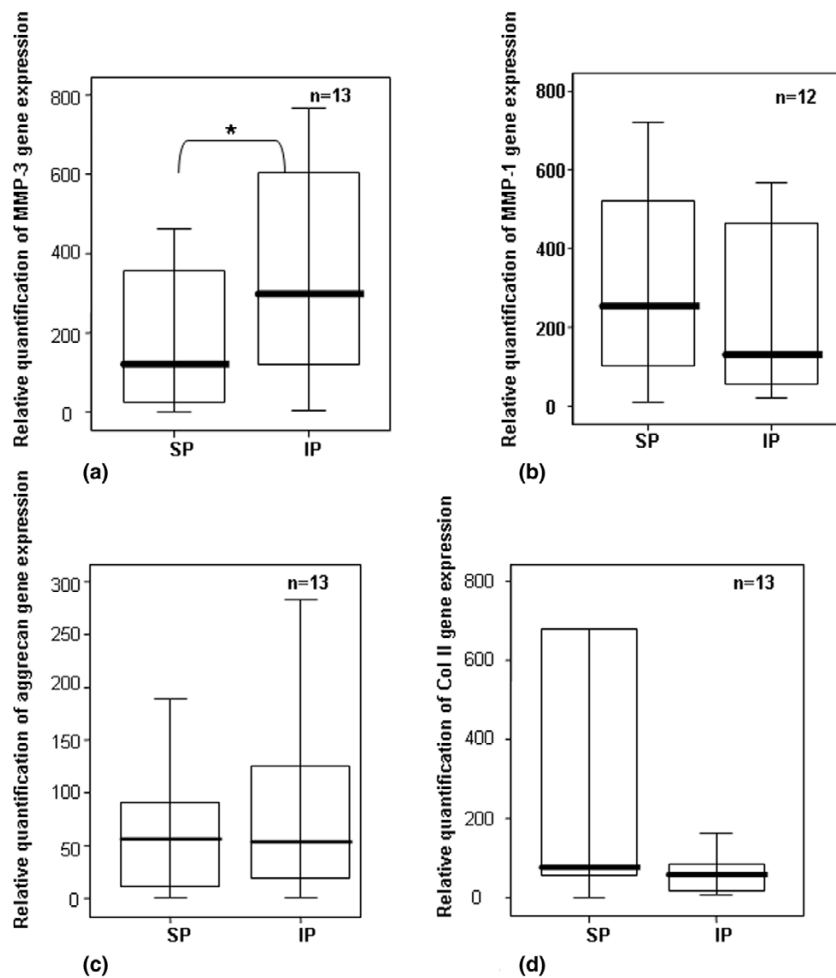 Relative quantification of MMP-3 gene expression
800
600
400
200
0
n=13
*
SP
IP
(a)
Relative quantification of MMP-1 gene expression
800
600
400
200
0
n=12
SP
IP
(b)
Relative quantification of aggrecan gene expression
300
250
200
150
100
50
0
n=13
SP
IP
(c)
Relative quantification of Col II gene expression
800
600
400
200
0
n=13
SP
IP
(d)